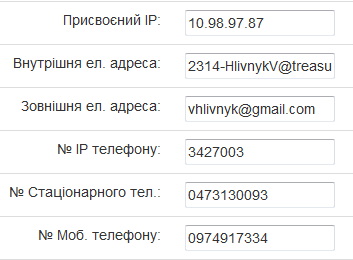 Присвоєний IP: 10.98.97.87
Внутрішня ел. адреса: 2314-HlivnykV@treasu
Зовнішня ел. адреса: vhlivnyk@gmail.com
№ IP телефону: 3427003
№ Стаціонарного тел.: 0473130093
№ Моб. телефону: 0974917334